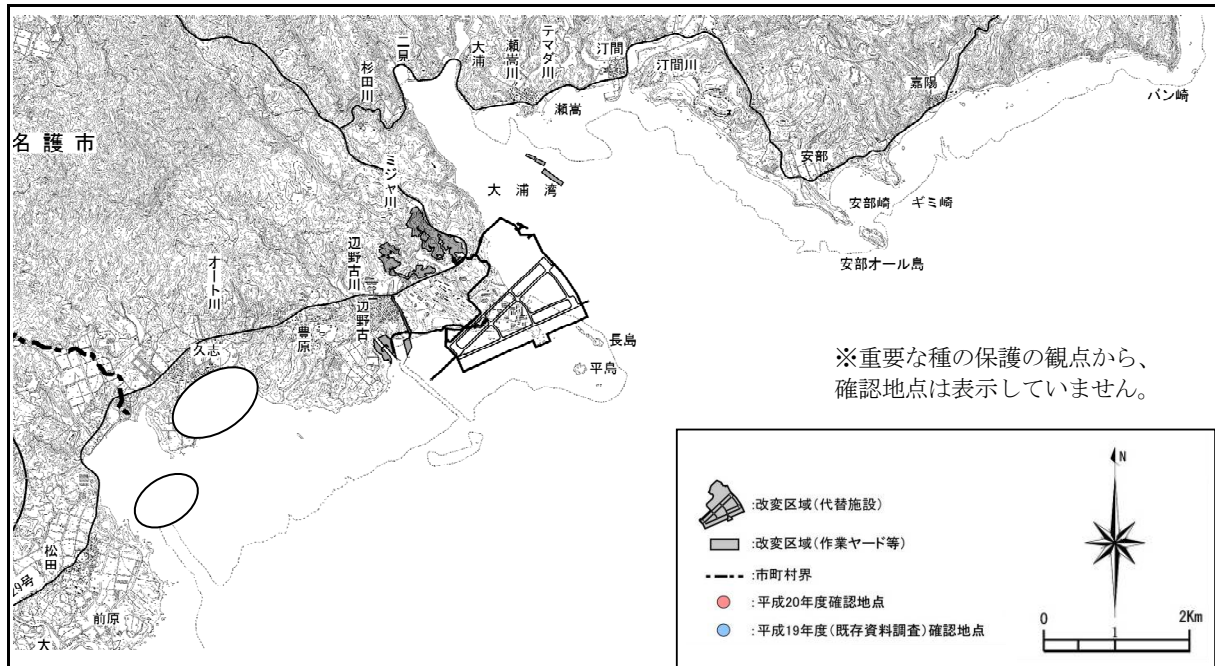 二見
杉田川
大浦
瀬嵩川
テマダ川
汀間
汀間川
嘉陽
バン崎
瀬嵩
安部
名護市
ミジャ川
大浦湾
安部崎
ギミ崎
安部オール島
辺野古川
オート川
辺野古
豊原
久志
長島
平島
※重要な種の保護の観点から、
確認地点は表示していません。
N
:改変区域(代替施設)
:改変区域(作業ヤード等)
:市町村界
:平成20年度確認地点
:平成19年度(既存資料調査)確認地点
0 1 2Km
松田
29号
前原
大